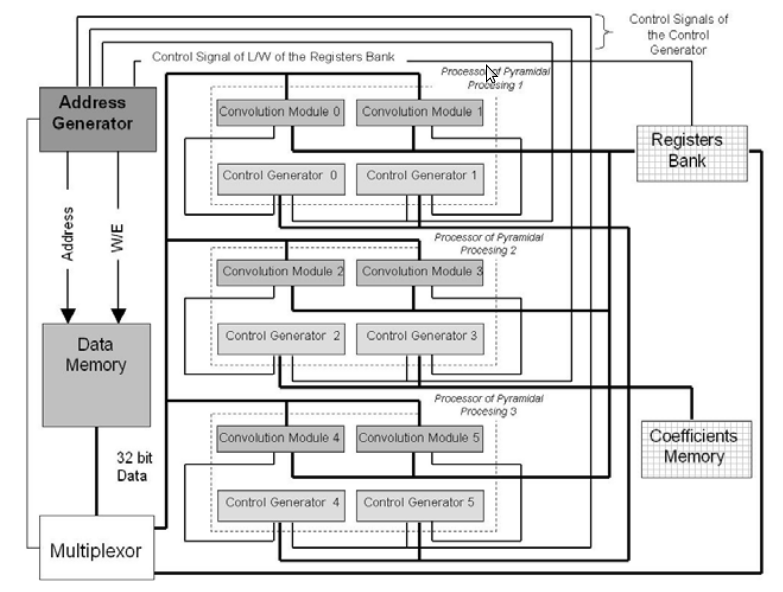 Control Signals of
the Control
Generator
Control Signal of L/W of the Registers Bank
Address
Generator
Processor of Pyramidal
Procesing 1
Convolution Module 0
Convolution Module 1
Registers
Bank
Control Generator 0
Control Generator 1
Address
W/E
Processor of Pyramidal
Procesing 2
Convolution Module 2
Convolution Module 3
Data
Memory
Control Generator 2
Control Generator 3
Processor of Pyramidal
Procesing 3
Convolution Module 4
Convolution Module 5
Coefficients
Memory
32 bit
Data
Control Generator 4
Control Generator 5
Multiplexor